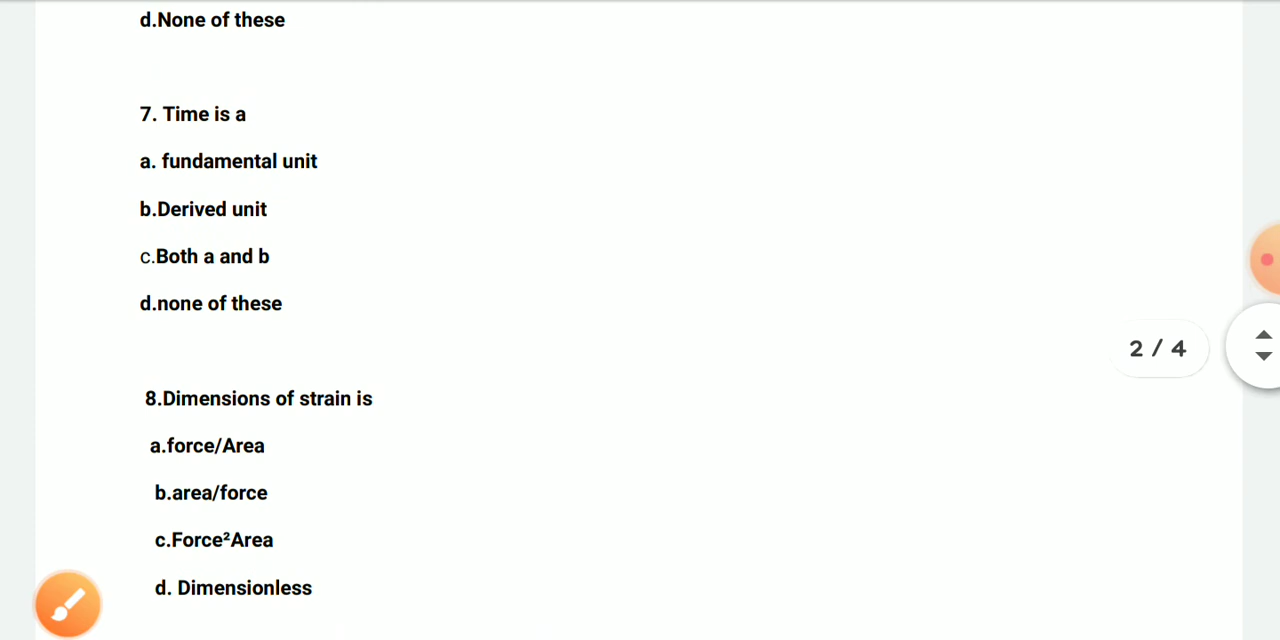 d.None of these
7. Time is a
a. fundamental unit
b.Derived unit
c.Both a and b
d.none of these
2 / 4
8.Dimensions of strain is
a.force/Area
b.area/force
c.Force²Area
d. Dimensionless